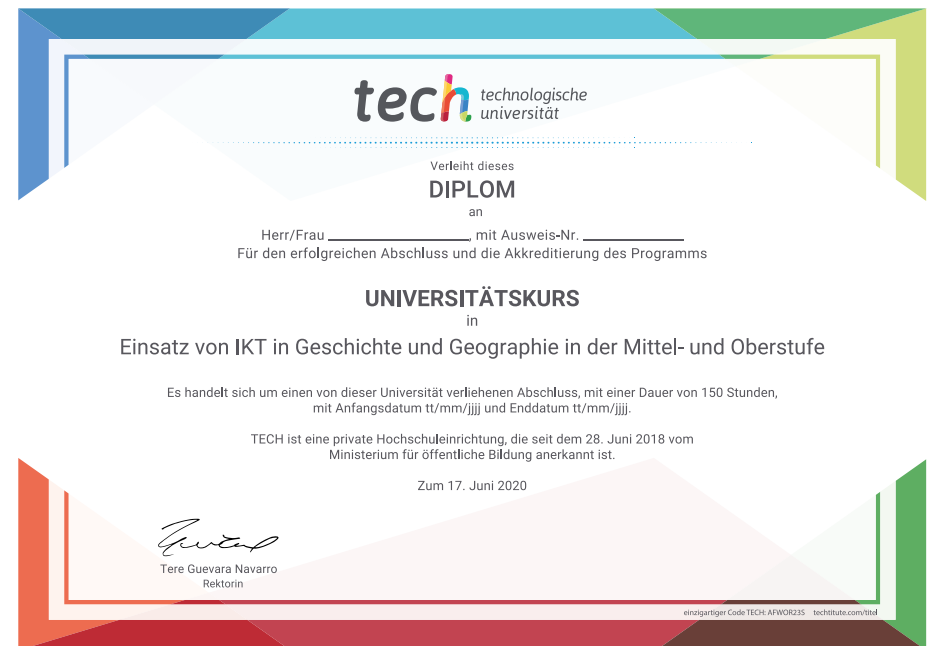 tech technologische
universität
Verleiht dieses
DIPLOM
an
Herr/Frau ____________________, mit Ausweis-Nr. ______________
Für den erfolgreichen Abschluss und die Akkreditierung des Programms
UNIVERSITÄTSKURS
in
Einsatz von IKT in Geschichte und Geographie in der Mittel- und Oberstufe
Es handelt sich um einen von dieser Universität verliehenen Abschluss, mit einer Dauer von 150 Stunden,
mit Anfangsdatum tt/mm/jjjj und Enddatum tt/mm/jjjj.
TECH ist eine private Hochschuleinrichtung, die seit dem 28. Juni 2018 vom
Ministerium für öffentliche Bildung anerkannt ist.
Zum 17. Juni 2020
Tere Guevara Navarro
Rektorin
einzigartiger Code TECH: AFWOR23S techtitute.com/titel